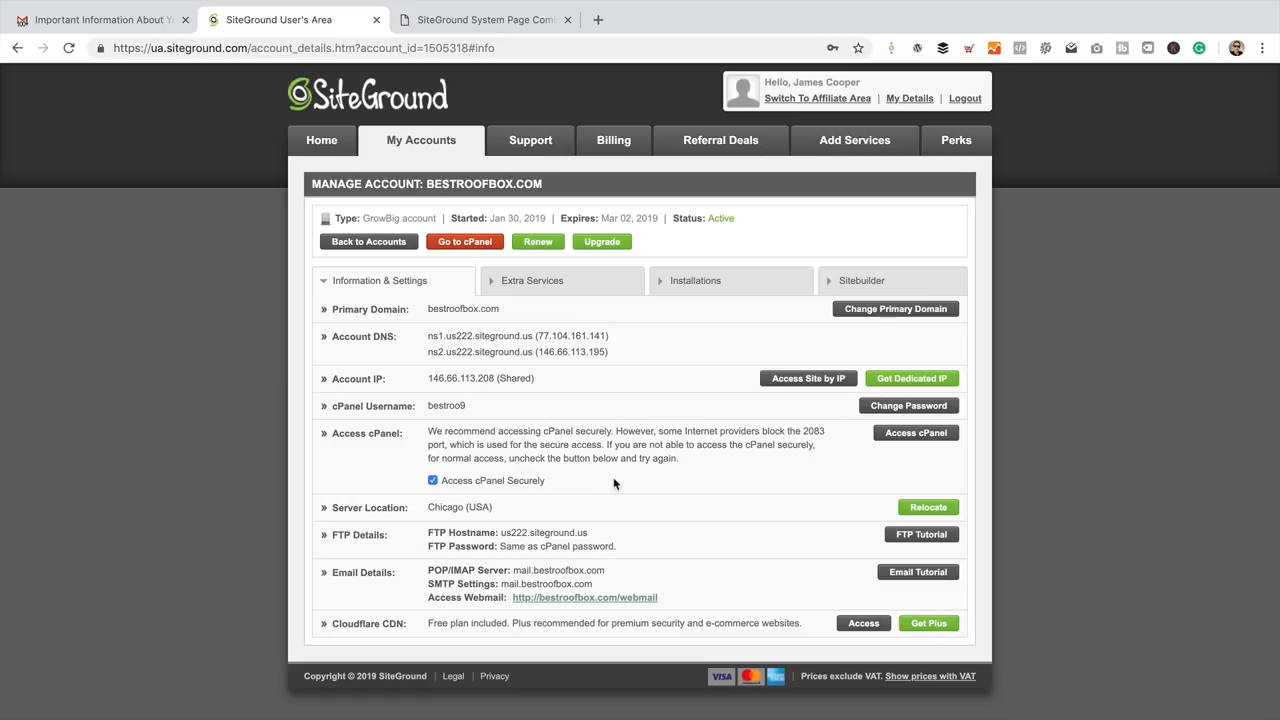 Important Information About Y
SiteGround User's Area
SiteGround System Page Comi
https://ua.siteground.com/account_details.htm?account_id=1505318#info
SiteGround
Hello, James Cooper
Switch To Affiliate Area | My Details | Logout
Home
My Accounts
Support
Billing
Referral Deals
Add Services
Perks
MANAGE ACCOUNT: BESTROOFBOX.COM
Type: GrowBig account | Started: Jan 30, 2019 | Expires: Mar 02, 2019 | Status: Active
Back to Accounts
Go to cPanel
Renew
Upgrade
Information & Settings
Extra Services
Installations
Sitebuilder
» Primary Domain: bestroofbox.com Change Primary Domain
» Account DNS: ns1.us222.siteground.us (77.104.161.141)
ns2.us222.siteground.us (146.66.113.195)
» Account IP: 146.66.113.208 (Shared) Access Site by IP Get Dedicated IP
» cPanel Username: bestroo9 Change Password
» Access cPanel: We recommend accessing cPanel securely. However, some Internet providers block the 2083 Access cPanel
port, which is used for the secure access. If you are not able to access the cPanel securely,
for normal access, uncheck the button below and try again.
Access cPanel Securely
» Server Location: Chicago (USA) Relocate
» FTP Details: FTP Hostname: us222.siteground.us FTP Tutorial
FTP Password: Same as cPanel password.
» Email Details: POP/IMAP Server: mail.bestroofbox.com Email Tutorial
SMTP Settings: mail.bestroofbox.com
Access Webmail: http://bestroofbox.com/webmail
» Cloudflare CDN: Free plan included. Plus recommended for premium security and e-commerce websites. Access Get Plus
Copyright © 2019 SiteGround | Legal | Privacy
VISA
Prices exclude VAT. Show prices with VAT